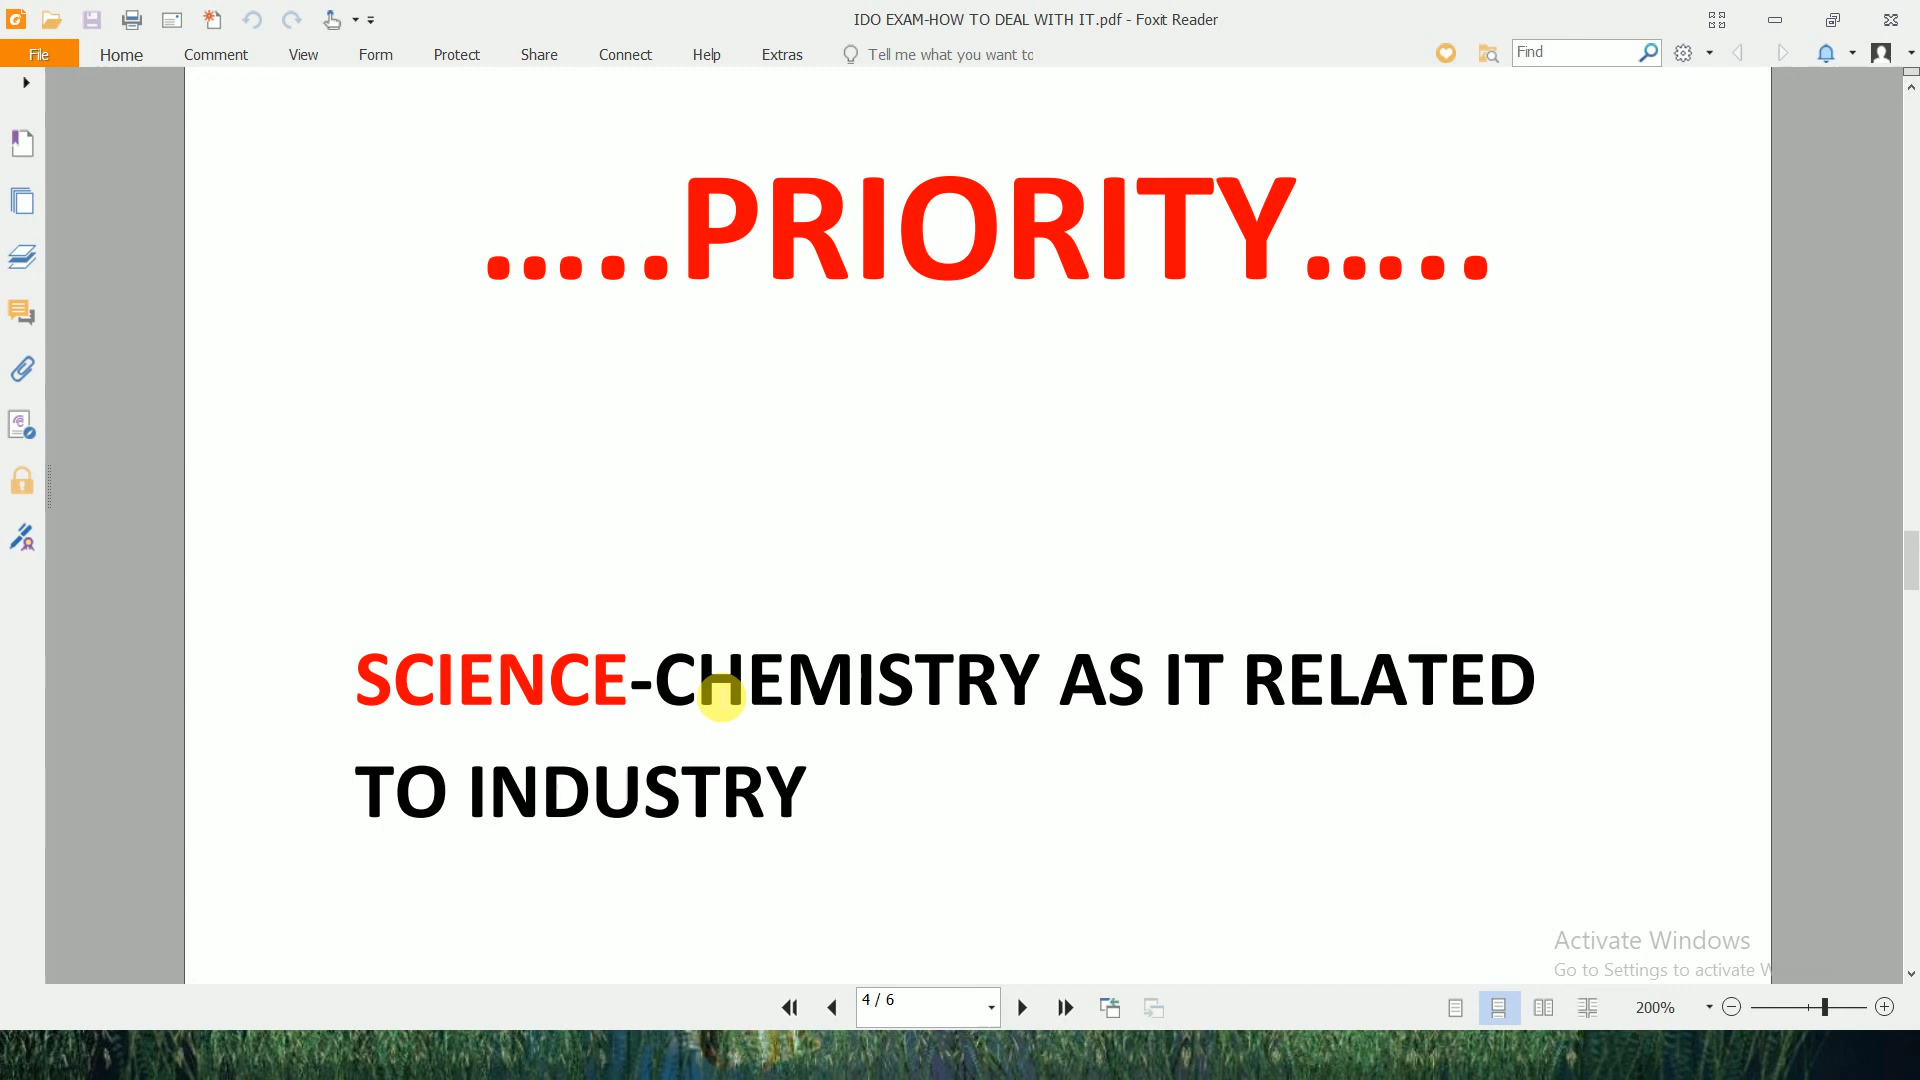 IDO EXAM-HOW TO DEAL WITH IT.pdf - Foxit Reader
File Home Comment View Form Protect Share Connect Help Extras Tell me what you want to Find
.....PRIORITY.....
SCIENCE-CHEMISTRY AS IT RELATED
TO INDUSTRY
Activate Windows
Go to Settings to activate W
4 / 6 200%